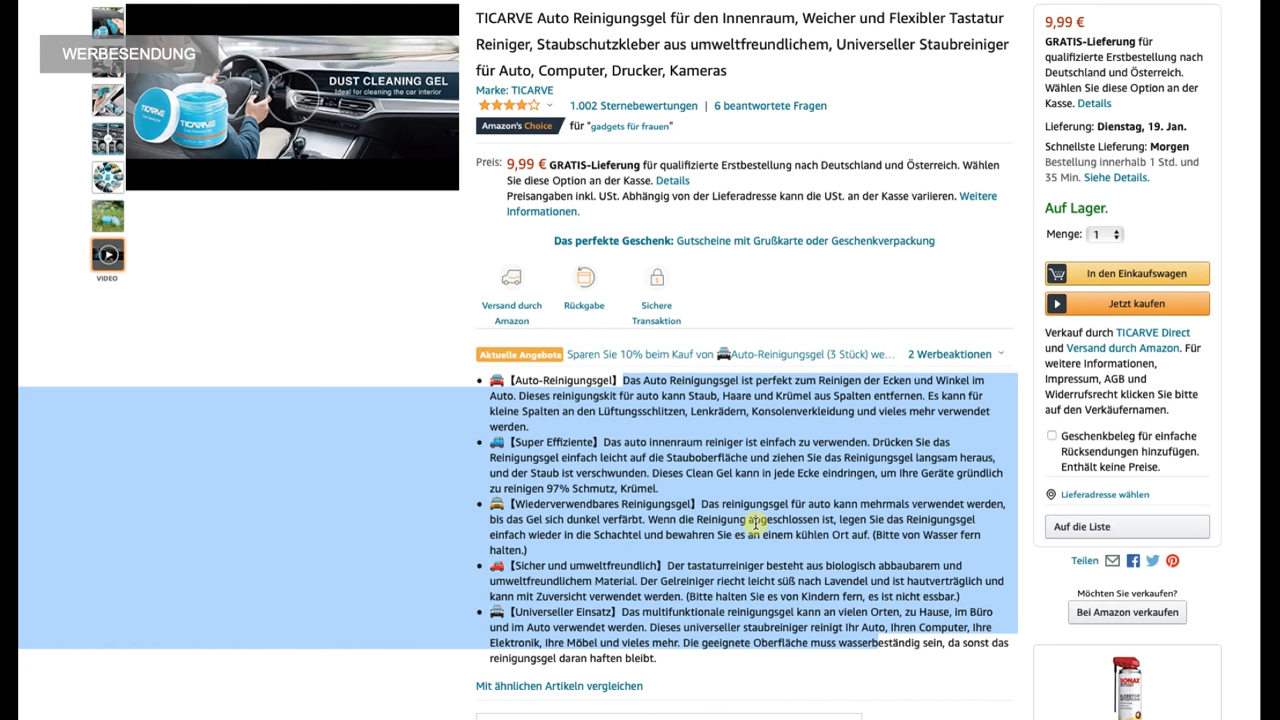 WERBESENDUNG
DUST CLEANING GEL
Ideal for cleaning the car interior
TICARVE
VIDEO
TICARVE Auto Reinigungsgel für den Innenraum, Weicher und Flexibler Tastatur
Reiniger, Staubschutzkleber aus umweltfreundlichem, Universeller Staubreiniger
für Auto, Computer, Drucker, Kameras
Marke: TICARVE
1.002 Sternebewertungen | 6 beantwortete Fragen
Amazon's Choice für "gadgets für frauen"
Preis: 9,99 € GRATIS-Lieferung für qualifizierte Erstbestellung nach Deutschland und Österreich. Wählen
Sie diese Option an der Kasse. Details
Preisangaben inkl. USt. Abhängig von der Lieferadresse kann die USt. an der Kasse variieren. Weitere
Informationen.
Das perfekte Geschenk: Gutscheine mit Grußkarte oder Geschenkverpackung
Versand durch
Amazon
Rückgabe
Sichere
Transaktion
Aktuelle Angebote Sparen Sie 10% beim Kauf von 🚘Auto-Reinigungsgel (3 Stück) we... 2 Werbeaktionen
• 🚘【Auto-Reinigungsgel】Das Auto Reinigungsgel ist perfekt zum Reinigen der Ecken und Winkel im
Auto. Dieses reinigungskit für auto kann Staub, Haare und Krümel aus Spalten entfernen. Es kann für
kleine Spalten an den Lüftungsschlitzen, Lenkrädern, Konsolenverkleidung und vieles mehr verwendet
werden.
• 🚙【Super Effiziente】Das auto innenraum reiniger ist einfach zu verwenden. Drücken Sie das
Reinigungsgel einfach leicht auf die Stauboberfläche und ziehen Sie das Reinigungsgel langsam heraus,
und der Staub ist verschwunden. Dieses Clean Gel kann in jede Ecke eindringen, um Ihre Geräte gründlich
zu reinigen 97% Schmutz, Krümel.
• 🚖【Wiederverwendbares Reinigungsgel】Das reinigungsgel für auto kann mehrmals verwendet werden,
bis das Gel sich dunkel verfärbt. Wenn die Reinigung angeschlossen ist, legen Sie das Reinigungsgel
einfach wieder in die Schachtel und bewahren Sie es an einem kühlen Ort auf. (Bitte von Wasser fern
halten.)
• 🚗【Sicher und umweltfreundlich】Der tastaturreiniger besteht aus biologisch abbaubarem und
umweltfreundlichem Material. Der Gelreiniger riecht leicht süß nach Lavendel und ist hautverträglich und
kann mit Zuversicht verwendet werden. (Bitte halten Sie es von Kindern fern, es ist nicht essbar.)
• 🚔【Universeller Einsatz】Das multifunktionale reinigungsgel kann an vielen Orten, zu Hause, im Büro
und im Auto verwendet werden. Dieses universeller staubreiniger reinigt Ihr Auto, Ihren Computer, Ihre
Elektronik, Ihre Möbel und vieles mehr. Die geeignete Oberfläche muss wasserbeständig sein, da sonst das
reinigungsgel daran haften bleibt.
Mit ähnlichen Artikeln vergleichen
9,99 €
GRATIS-Lieferung für
qualifizierte Erstbestellung nach
Deutschland und Österreich.
Wählen Sie diese Option an der
Kasse. Details
Lieferung: Dienstag, 19. Jan.
Schnellste Lieferung: Morgen
Bestellung innerhalb 1 Std. und
35 Min. Siehe Details.
Auf Lager.
Menge: 1
In den Einkaufswagen
Jetzt kaufen
Verkauf durch TICARVE Direct
und Versand durch Amazon. Für
weitere Informationen,
Impressum, AGB und
Widerrufsrecht klicken Sie bitte
auf den Verkäufernamen.
Geschenkbeleg für einfache
Rücksendungen hinzufügen.
Enthält keine Preise.
Lieferadresse wählen
Auf die Liste
Teilen
Möchten Sie verkaufen?
Bei Amazon verkaufen
SONAX